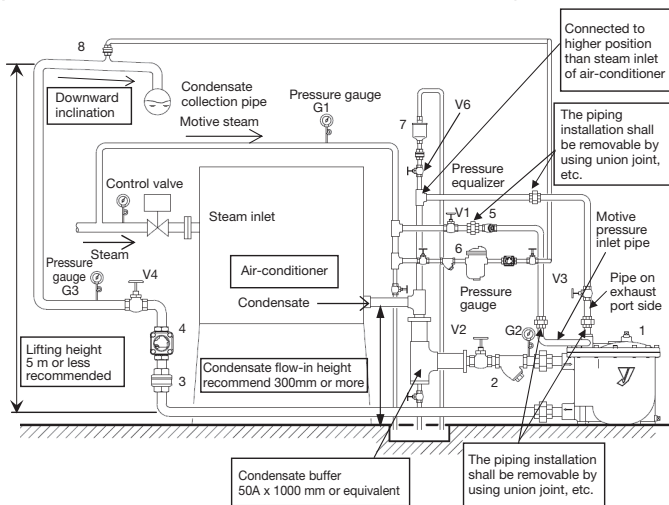 8
Downward
inclination
Condensate
collection pipe
Motive steam
Pressure gauge
G1
Connected to
higher position
than steam inlet
of air-conditioner
7
V6
The piping
installation shall
be removable by
using union joint,
etc.
Control valve
Steam inlet
Pressure
equalizer
V1
5
Motive
pressure
inlet pipe
Steam
Pressure
gauge
G3
V4
Air-conditioner
6
V3
Pipe on
exhaust
port side
Condensate
Pressure
gauge
V2
G2
1
4
Lifting height
5 m or less
recommended
3
Condensate flow-in height
recommend 300mm or more
2
Condensate buffer
50A x 1000 mm or equivalent
The piping installation
shall be removable by
using union joint, etc.